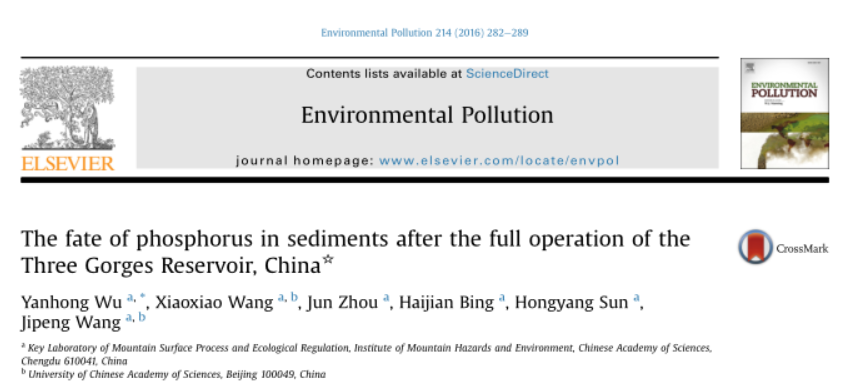 Environmental Pollution 214 (2016) 282–289
Contents lists available at ScienceDirect
Environmental Pollution
journal homepage: www.elsevier.com/locate/envpol
ELSEVIER
ENVIRONMENTAL
POLLUTION
The fate of phosphorus in sediments after the full operation of the
Three Gorges Reservoir, China☆
CrossMark
Yanhong Wu a, *, Xiaoxiao Wang a, b, Jun Zhou a, Haijian Bing a, Hongyang Sun a,
Jipeng Wang a, b
a Key Laboratory of Mountain Surface Process and Ecological Regulation, Institute of Mountain Hazards and Environment, Chinese Academy of Sciences,
Chengdu 610041, China
b University of Chinese Academy of Sciences, Beijing 100049, China